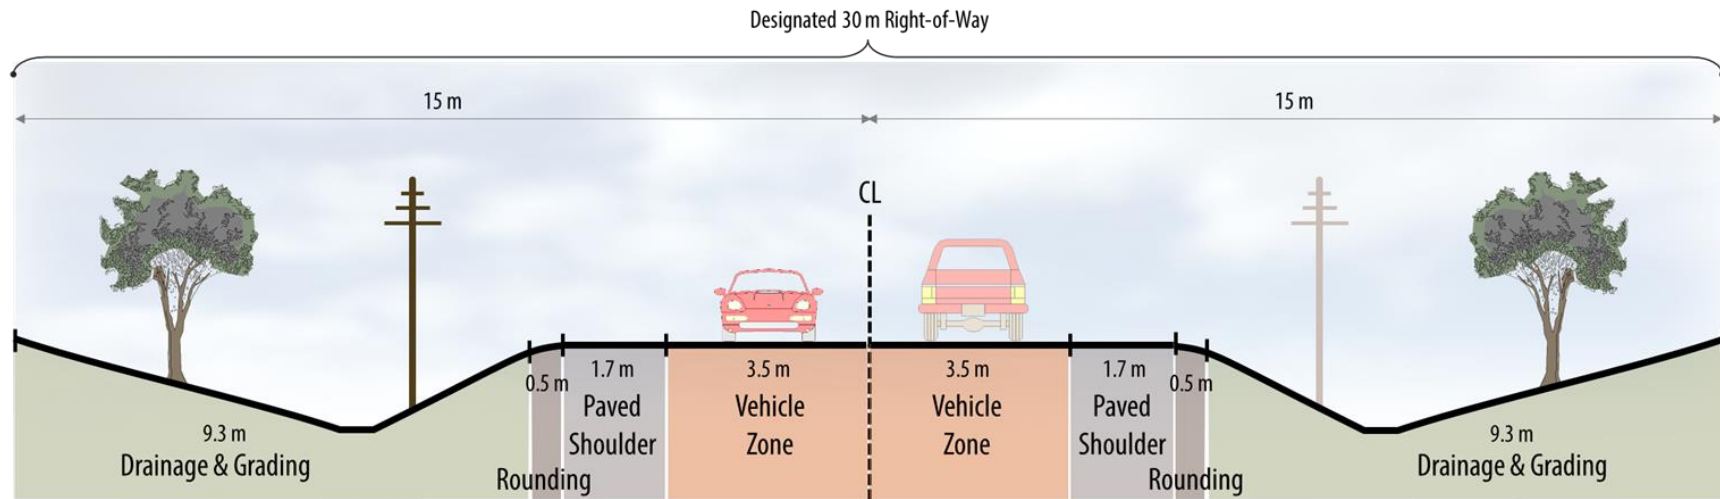 Designated 30 m Right-of-Way
15 m
15 m
CL
0.5 m
1.7 m
Paved
Shoulder
3.5 m
Vehicle
Zone
3.5 m
Vehicle
Zone
1.7 m
Paved
Shoulder
0.5 m
9.3 m
Drainage & Grading
Rounding
Rounding
9.3 m
Drainage & Grading